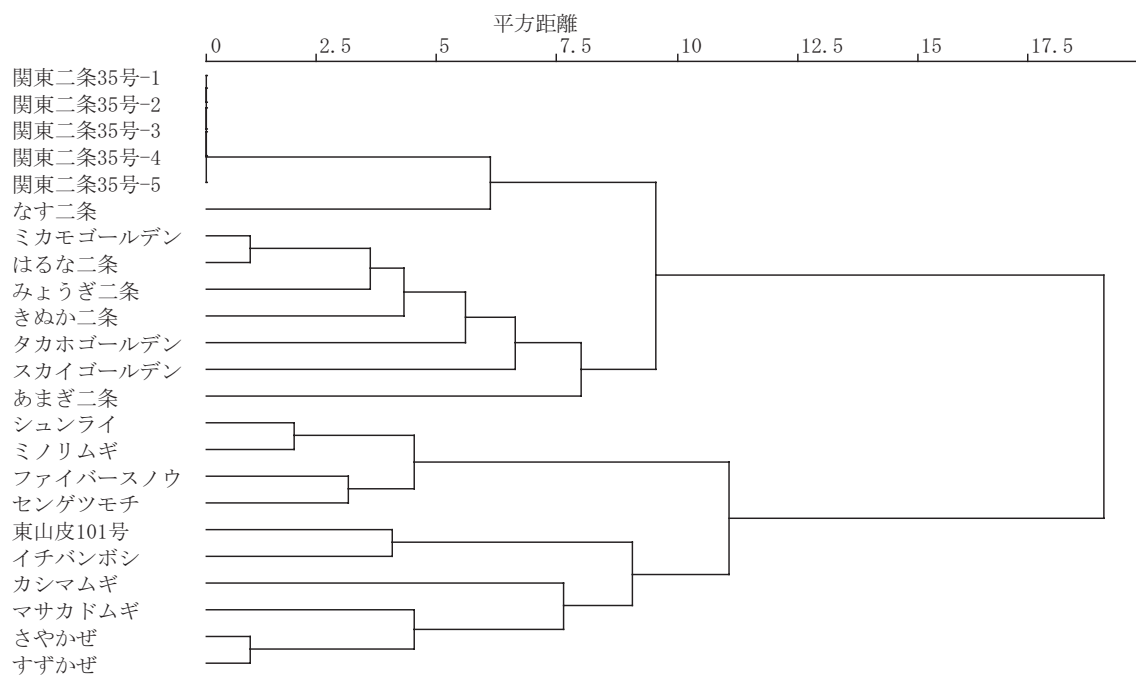 平方距離
0 2.5 5 7.5 10 12.5 15 17.5
関東二条35号-1
関東二条35号-2
関東二条35号-3
関東二条35号-4
関東二条35号-5
なす二条
ミカモゴールデン
はるな二条
みょうぎ二条
きぬか二条
タカホゴールデン
スカイゴールデン
あまぎ二条
シュンライ
ミノリムギ
ファイバースノウ
センゲツモチ
東山皮101号
イチバンボシ
カシマムギ
マサカドムギ
さやかぜ
すずかぜ